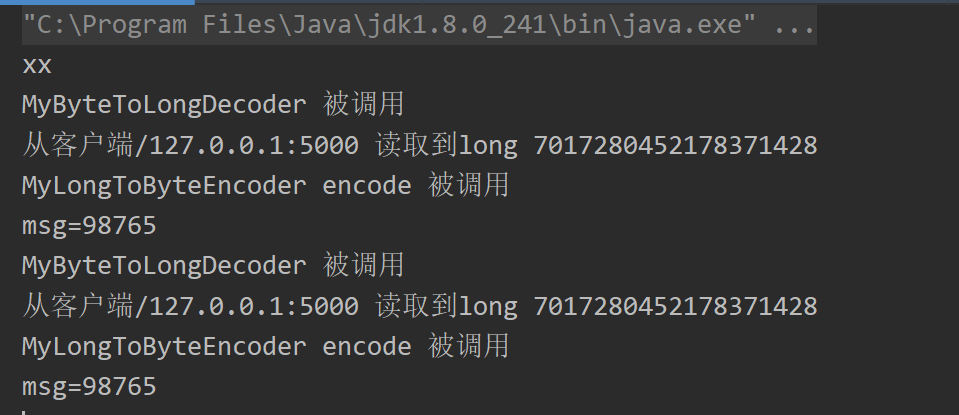 "C:\Program Files\Java\jdk1.8.0_241\bin\java.exe" ...
xx
MyByteToLongDecoder 被调用
从客户端/127.0.0.1:5000 读取到long 7017280452178371428
MyLongToByteEncoder encode 被调用
msg=98765
MyByteToLongDecoder 被调用
从客户端/127.0.0.1:5000 读取到long 7017280452178371428
MyLongToByteEncoder encode 被调用
msg=98765